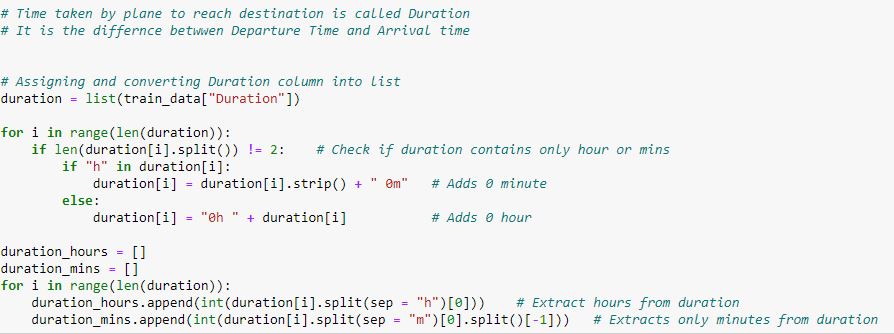 # Time taken by plane to reach destination is called Duration
# It is the differnce betwwen Departure Time and Arrival time
# Assigning and converting Duration column into list
duration = list(train_data["Duration"])
for i in range(len(duration)):
    if len(duration[i].split()) != 2:    # Check if duration contains only hour or mins
        if "h" in duration[i]:
            duration[i] = duration[i].strip() + " 0m"   # Adds 0 minute
        else:
            duration[i] = "0h " + duration[i]           # Adds 0 hour
duration_hours = []
duration_mins = []
for i in range(len(duration)):
    duration_hours.append(int(duration[i].split(sep = "h")[0]))    # Extract hours from duration
    duration_mins.append(int(duration[i].split(sep = "m")[0].split()[-1]))   # Extracts only minutes from duration